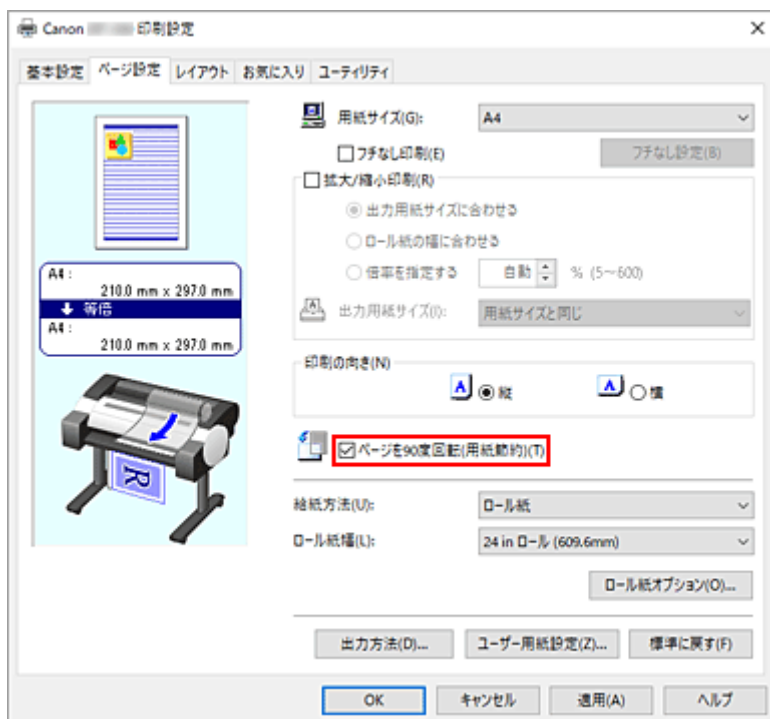 Canon 印刷設定
基本設定 ページ設定 レイアウト お気に入り ユーティリティ
用紙サイズ(G): A4
フチなし印刷(E) フチなし設定(B)
拡大/縮小印刷(R)
出力用紙サイズに合わせる
ロール紙の幅に合わせる
倍率を指定する 自動 % (5～600)
出力用紙サイズ(I): 用紙サイズと同じ
A4 :
210.0 mm x 297.0 mm
等倍
A4 :
210.0 mm x 297.0 mm
印刷の向き(N)
A 縦 A 横
ページを90度回転(用紙節約)(T)
R
給紙方法(U): ロール紙
ロール紙幅(L): 24 in ロール (609.6mm)
ロール紙オプション(O)...
出力方法(D)... ユーザー用紙設定(Z)... 標準に戻す(F)
OK キャンセル 適用(A) ヘルプ